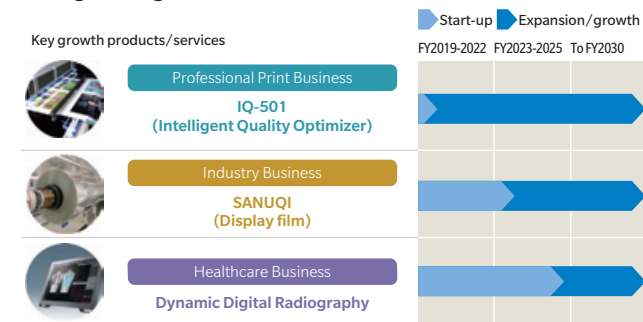 Start-up Expansion/growth
Key growth products/services
FY2019-2022 FY2023-2025 To FY2030
Professional Print Business
IQ-501
(Intelligent Quality Optimizer)
Industry Business
SANUQI
(Display film)
Healthcare Business
Dynamic Digital Radiography